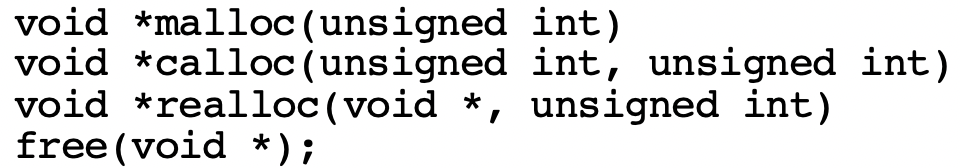 void *malloc(unsigned int)
void *calloc(unsigned int, unsigned int)
void *realloc(void *, unsigned int)
free(void *);